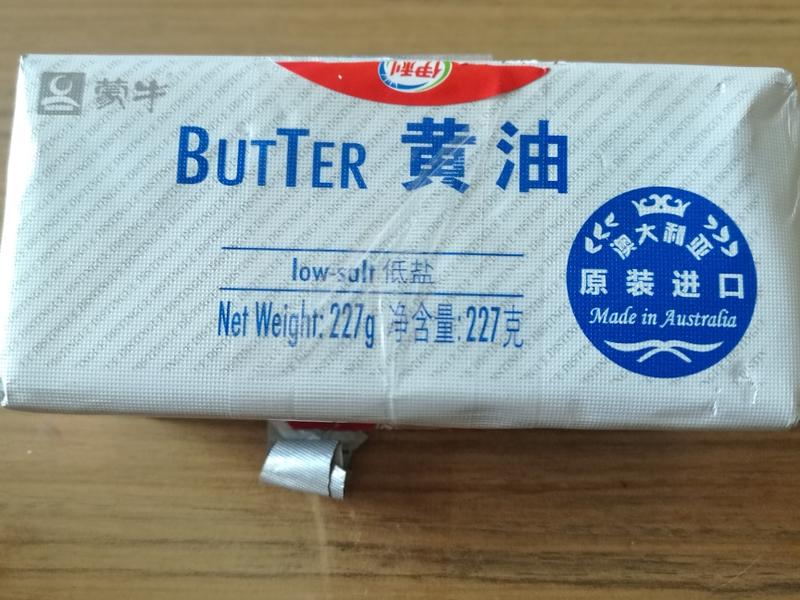 伊利
蒙牛
BUTTER 黄油
low-salt 低盐
Net Weight: 227g 净含量: 227克
澳大利亚
原装进口
Made in Australia